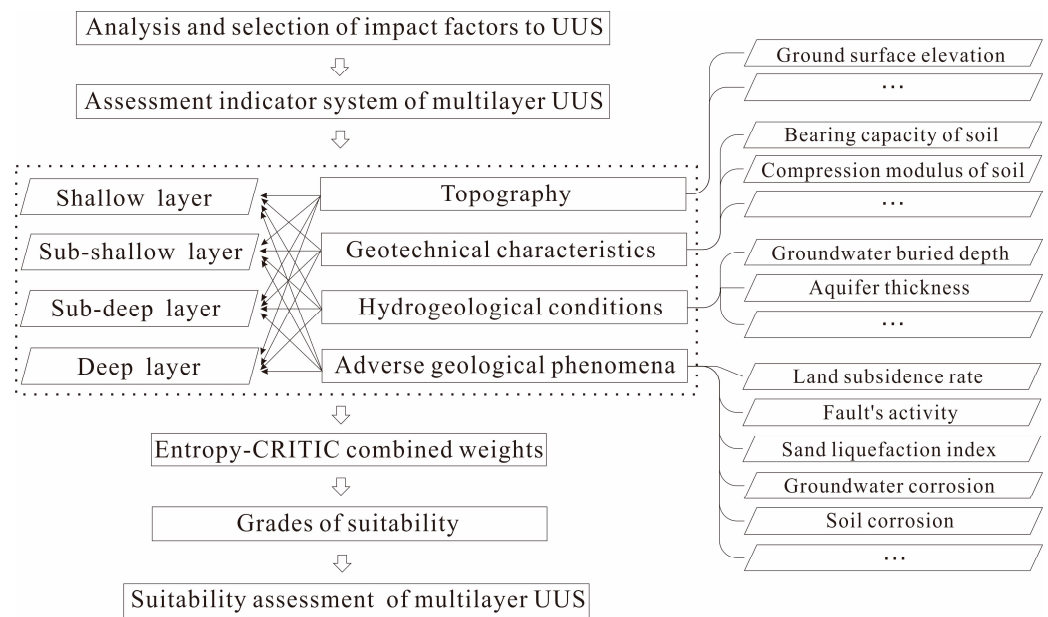 Analysis and selection of impact factors to UUS
Assessment indicator system of multilayer UUS
Shallow layer
Sub-shallow layer
Sub-deep layer
Deep layer
Topography
Geotechnical characteristics
Hydrogeological conditions
Adverse geological phenomena
Entropy-CRITIC combined weights
Grades of suitability
Suitability assessment of multilayer UUS
Ground surface elevation
...
Bearing capacity of soil
Compression modulus of soil
...
Groundwater buried depth
Aquifer thickness
...
Land subsidence rate
Fault's activity
Sand liquefaction index
Groundwater corrosion
Soil corrosion
...